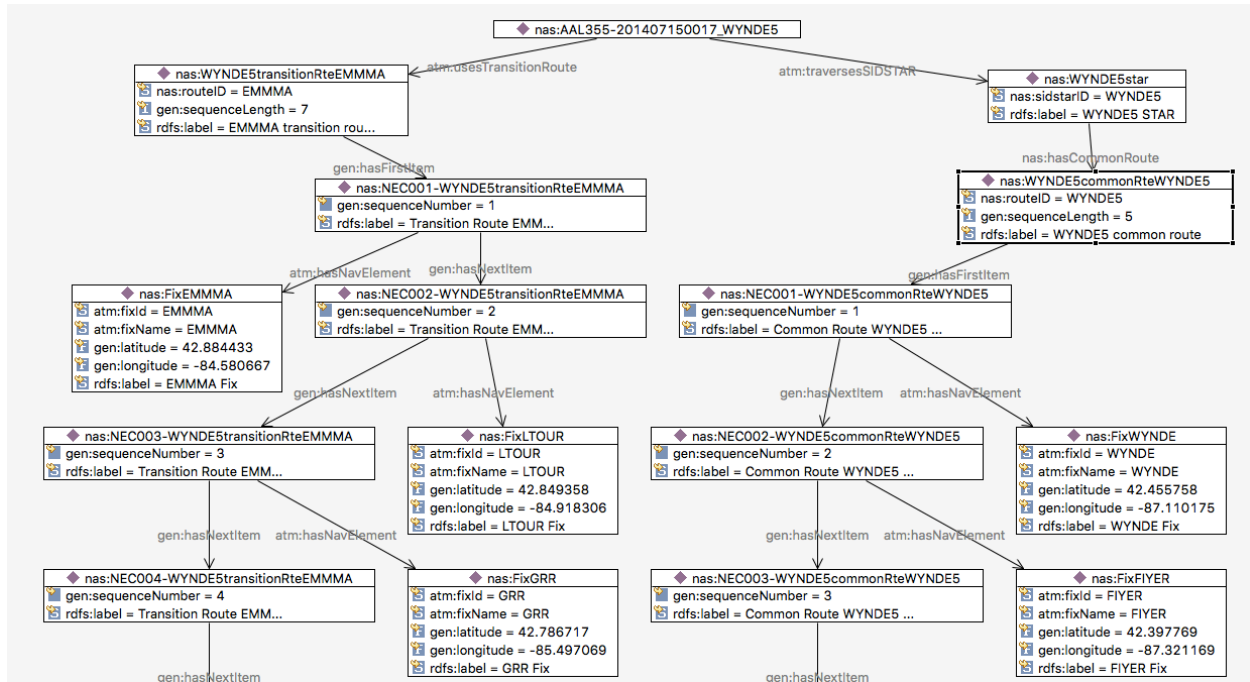 nas:AAL355-201407150017_WYNDE5
atm:usesTransitionRoute
atm:traversesSIDSTAR
nas:WYNDE5transitionRteEMMMA
nas:routeID = EMMMA
gen:sequenceLength = 7
rdfs:label = EMMMA transition rou...
nas:WYNDE5star
nas:sidstarID = WYNDE5
rdfs:label = WYNDE5 STAR
gen:hasFirstItem
nas:hasCommonRoute
nas:NEC001-WYNDE5transitionRteEMMMA
gen:sequenceNumber = 1
rdfs:label = Transition Route EMM...
nas:WYNDE5commonRteWYNDE5
nas:routeID = WYNDE5
gen:sequenceLength = 5
rdfs:label = WYNDE5 common route
atm:hasNavElement
gen:hasNextItem
gen:hasFirstItem
nas:FixEMMMA
atm:fixId = EMMMA
atm:fixName = EMMMA
gen:latitude = 42.884433
gen:longitude = -84.580667
rdfs:label = EMMMA Fix
nas:NEC002-WYNDE5transitionRteEMMMA
gen:sequenceNumber = 2
rdfs:label = Transition Route EMM...
nas:NEC001-WYNDE5commonRteWYNDE5
gen:sequenceNumber = 1
rdfs:label = Common Route WYNDE5 ...
gen:hasNextItem
atm:hasNavElement
gen:hasNextItem
atm:hasNavElement
nas:NEC003-WYNDE5transitionRteEMMMA
gen:sequenceNumber = 3
rdfs:label = Transition Route EMM...
nas:FixLTOUR
atm:fixId = LTOUR
atm:fixName = LTOUR
gen:latitude = 42.849358
gen:longitude = -84.918306
rdfs:label = LTOUR Fix
nas:NEC002-WYNDE5commonRteWYNDE5
gen:sequenceNumber = 2
rdfs:label = Common Route WYNDE5 ...
nas:FixWYNDE
atm:fixId = WYNDE
atm:fixName = WYNDE
gen:latitude = 42.455758
gen:longitude = -87.110175
rdfs:label = WYNDE Fix
gen:hasNextItem
atm:hasNavElement
gen:hasNextItem
atm:hasNavElement
nas:NEC004-WYNDE5transitionRteEMMMA
gen:sequenceNumber = 4
rdfs:label = Transition Route EMM...
nas:FixGRR
atm:fixId = GRR
atm:fixName = GRR
gen:latitude = 42.786717
gen:longitude = -85.497069
rdfs:label = GRR Fix
nas:NEC003-WYNDE5commonRteWYNDE5
gen:sequenceNumber = 3
rdfs:label = Common Route WYNDE5 ...
nas:FixFIYER
atm:fixId = FIYER
atm:fixName = FIYER
gen:latitude = 42.397769
gen:longitude = -87.321169
rdfs:label = FIYER Fix
gen:hasNextItem
gen:hasNextItem